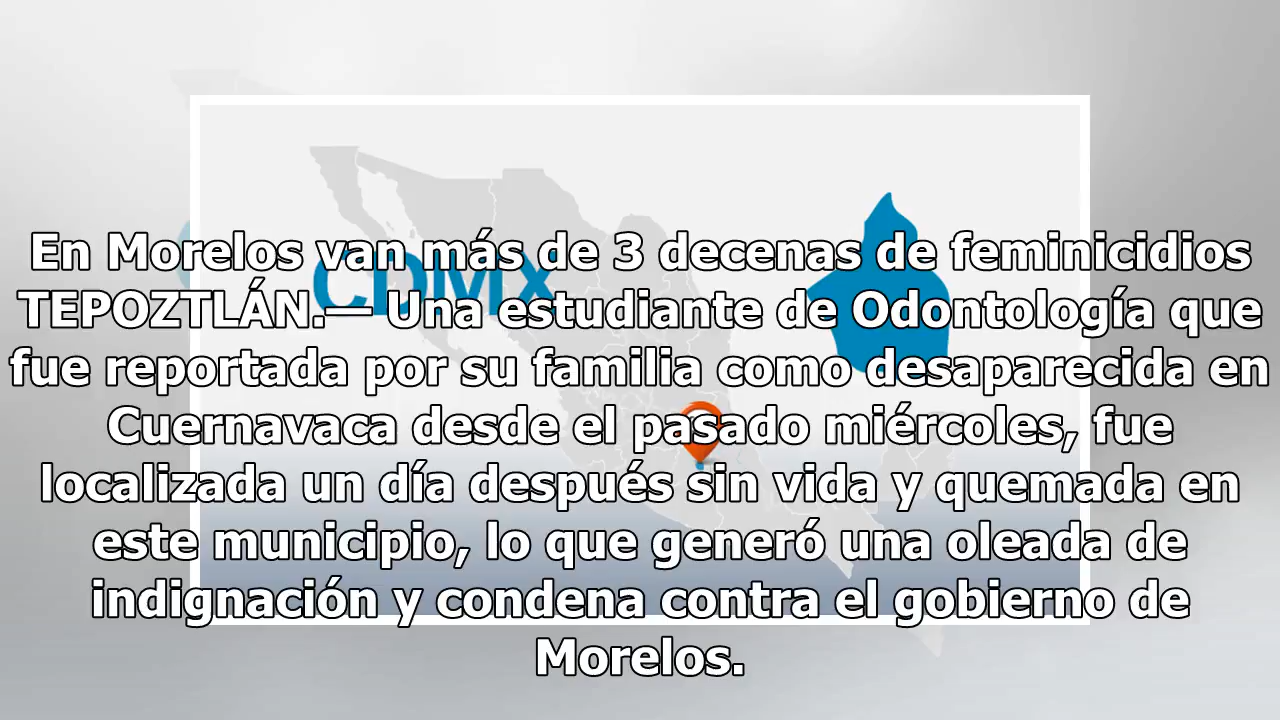 En Morelos van más de 3 decenas de feminicidios
TEPOZTLÁN.— Una estudiante de Odontología que
fue reportada por su familia como desaparecida en
Cuernavaca desde el pasado miércoles, fue
localizada un día después sin vida y quemada en
este municipio, lo que generó una oleada de
indignación y condena contra el gobierno de
Morelos.
CDMX